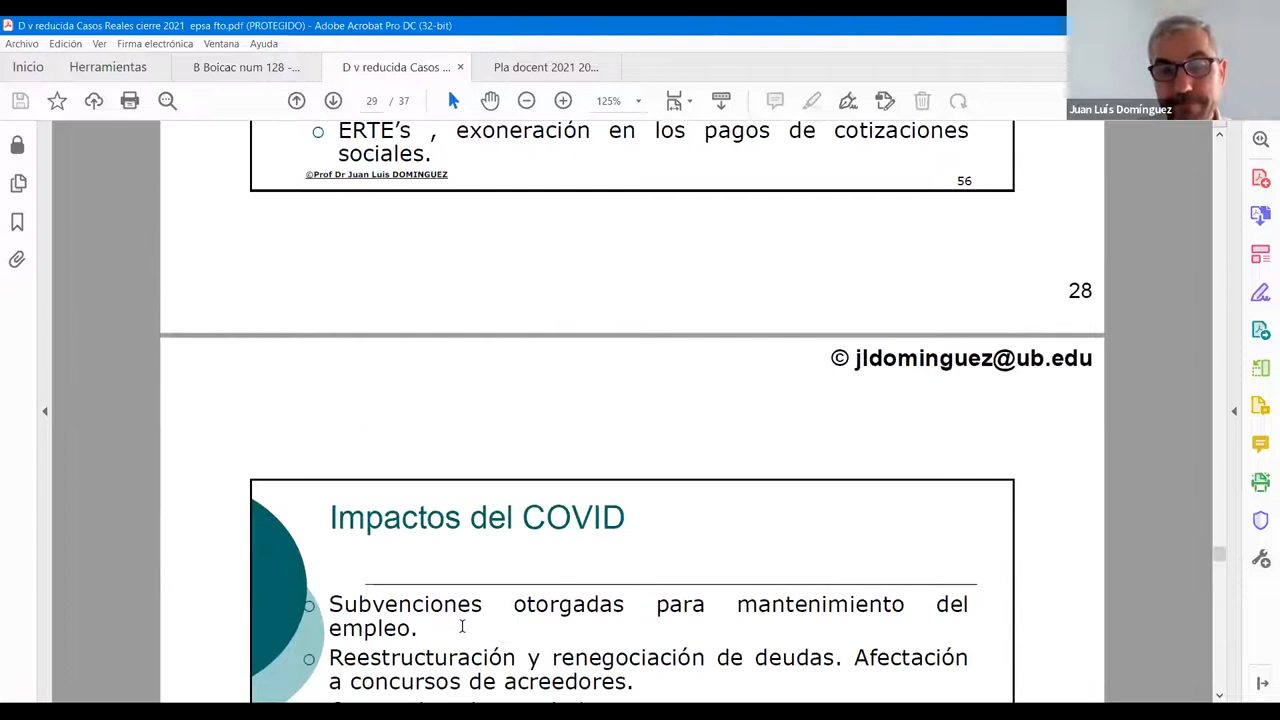 D v reducida Casos Reales cierre 2021 epsa fto.pdf (PROTEGIDO) - Adobe Acrobat Pro DC (32-bit)
Archivo Edición Ver Firma electrónica Ventana Ayuda
Inicio Herramientas B Boicac num 128 -... D v reducida Casos ... × Pla docent 2021 20...
29 / 37 125%
Juan Luís Domínguez
ERTE’s , exoneración en los pagos de cotizaciones
sociales.
©Prof Dr Juan Luis DOMINGUEZ
56
28
© jldominguez@ub.edu
Impactos del COVID
Subvenciones otorgadas para mantenimiento del
empleo.
Reestructuración y renegociación de deudas. Afectación
a concursos de acreedores.